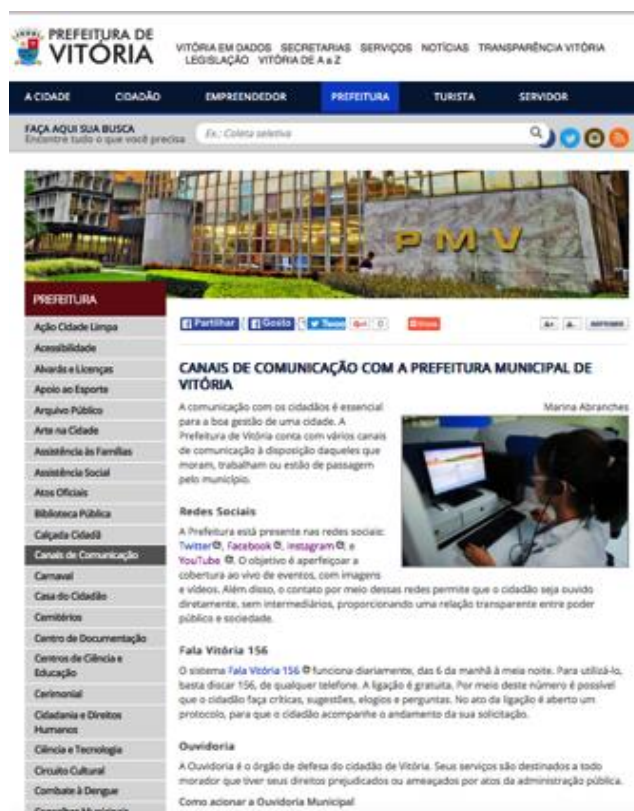 PREFEITURA DE
VITÓRIA
VITÓRIA EM DADOS SECRETARIAS SERVIÇOS NOTÍCIAS TRANSPARÊNCIA VITÓRIA
LEGISLAÇÃO VITÓRIA DE A a Z
A CIDADE CIDADÃO EMPREENDEDOR PREFEITURA TURISTA SERVIDOR
FAÇA AQUI SUA BUSCA
Encontre tudo o que você precisa
Ex.: Coleta seletiva
PMV
PREFEITURA
Ação Cidade Limpa
Acessibilidade
Alvarás e Licenças
Apoio ao Esporte
Arquivo Público
Arte na Cidade
Assistência às Famílias
Assistência Social
Atos Oficiais
Biblioteca Pública
Calçada Cidadã
Canais de Comunicação
Carnaval
Casa do Cidadão
Cemitérios
Centro de Documentação
Centros de Ciência e
Educação
Cerimonial
Cidadania e Direitos
Humanos
Ciência e Tecnologia
Circuito Cultural
Combate à Dengue
Conselhos Municipais
Partilhar Gosto Tweet 0
A+ A-
CANAIS DE COMUNICAÇÃO COM A PREFEITURA MUNICIPAL DE
VITÓRIA
Marina Abranches
A comunicação com os cidadãos é essencial
para a boa gestão de uma cidade. A
Prefeitura de Vitória conta com vários canais
de comunicação à disposição daqueles que
moram, trabalham ou estão de passagem
pelo município.
Redes Sociais
A Prefeitura está presente nas redes sociais:
Twitter, Facebook, Instagram, e
YouTube. O objetivo é aperfeiçoar a
cobertura ao vivo de eventos, com imagens
e vídeos. Além disso, o contato por meio dessas redes permite que o cidadão seja ouvido
diretamente, sem intermediários, proporcionando uma relação transparente entre poder
pública e sociedade.
Fala Vitória 156
O sistema Fala Vitória 156 funciona diariamente, das 6 da manhã à meia noite. Para utilizá-lo,
basta discar 156, de qualquer telefone. A ligação é gratuita. Por meio deste número é possível
que o cidadão faça críticas, sugestões, elogios e perguntas. No ato da ligação é aberto um
protocolo, para que o cidadão acompanhe o andamento da sua solicitação.
Ouvidoria
A Ouvidoria é o órgão de defesa do cidadão de Vitória. Seus serviços são destinados a todo
morador que tiver seus direitos prejudicados ou ameaçados por atos da administração pública.
Como acionar a Ouvidoria Municipal